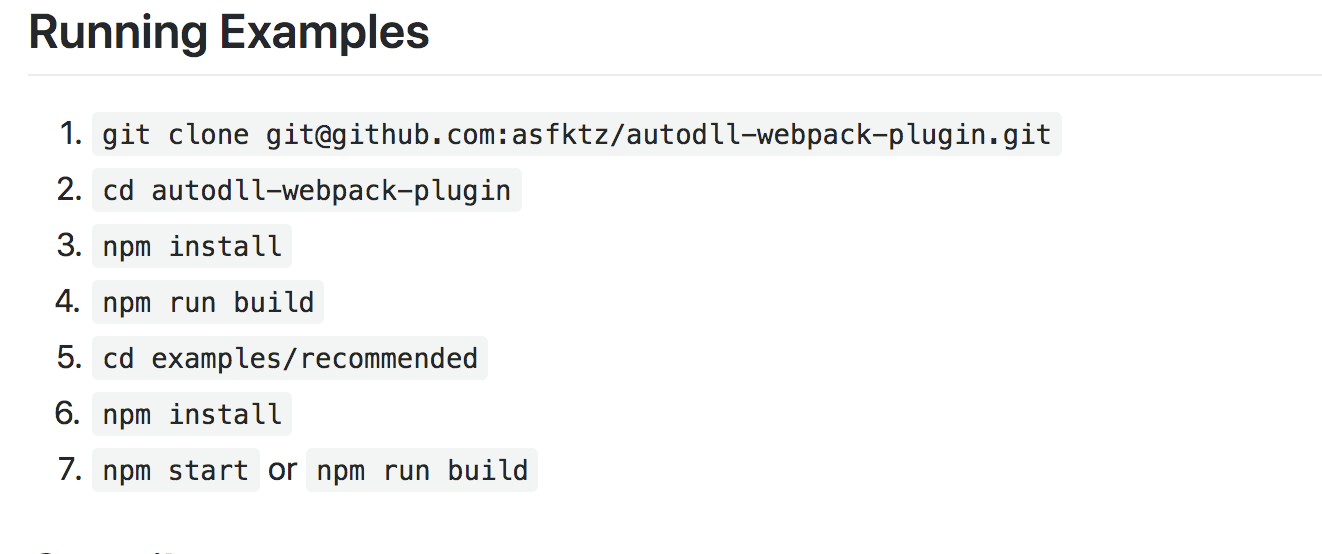 Running Examples
1. git clone git@github.com:asfktz/autodll-webpack-plugin.git
2. cd autodll-webpack-plugin
3. npm install
4. npm run build
5. cd examples/recommended
6. npm install
7. npm start or npm run build